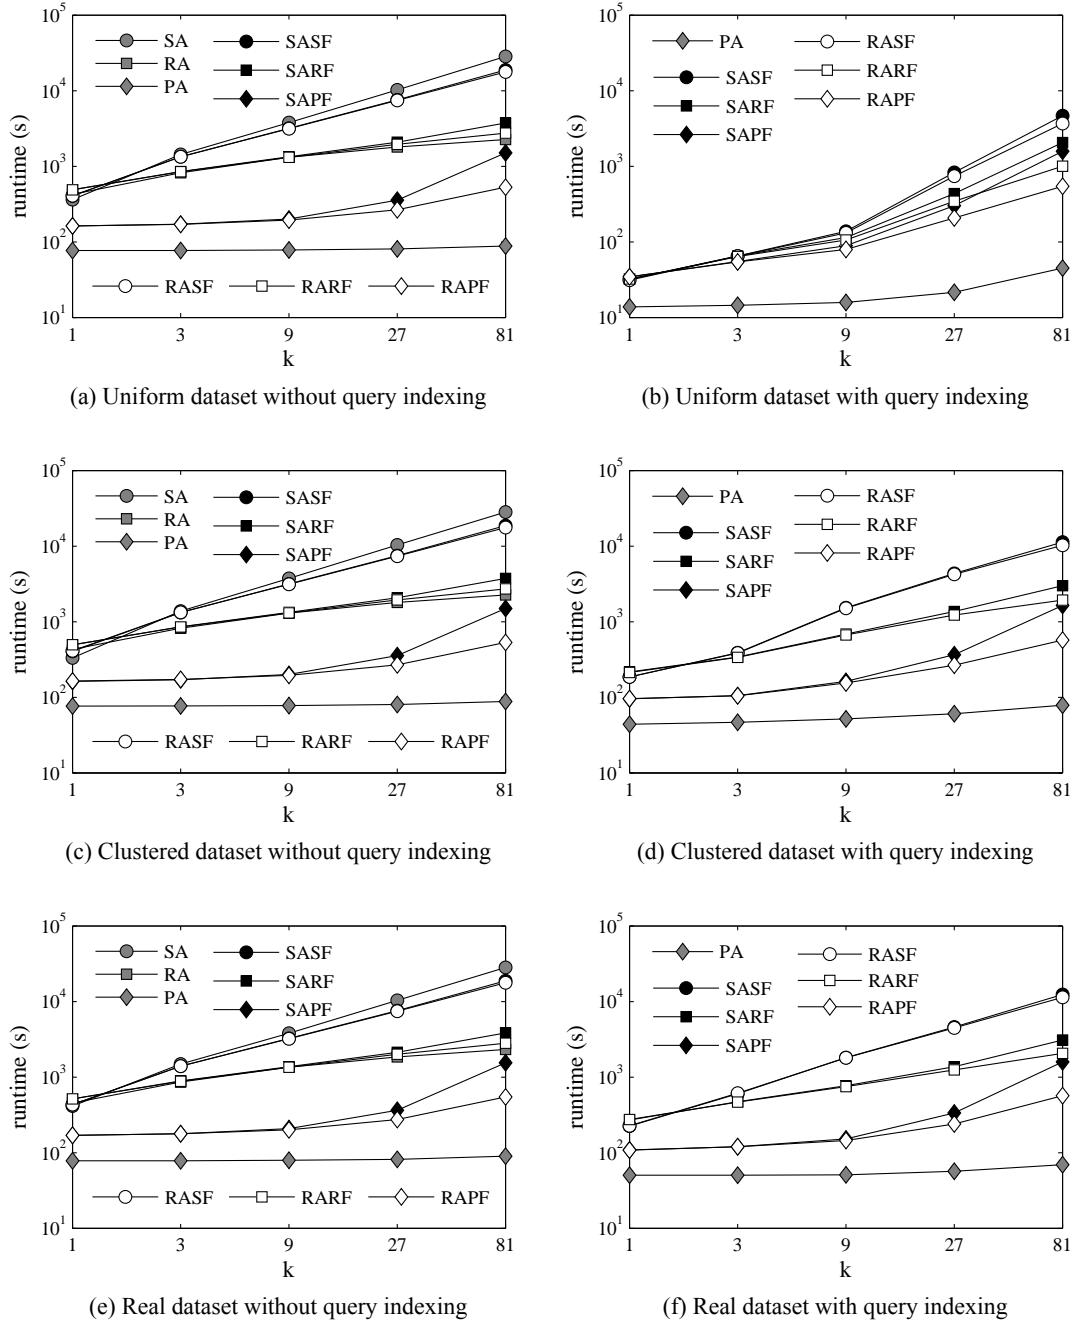 10^5
10^4
10^3
10^2
10^1
runtime (s)
SA
RA
PA
SASF
SARF
SAPF
RASF
RARF
RAPF
1 3 9 27 81
k
(a) Uniform dataset without query indexing
10^5
10^4
10^3
10^2
10^1
runtime (s)
PA
SASF
SARF
SAPF
RASF
RARF
RAPF
1 3 9 27 81
k
(b) Uniform dataset with query indexing
10^5
10^4
10^3
10^2
10^1
runtime (s)
SA
RA
PA
SASF
SARF
SAPF
RASF
RARF
RAPF
1 3 9 27 81
k
(c) Clustered dataset without query indexing
10^5
10^4
10^3
10^2
10^1
runtime (s)
PA
SASF
SARF
SAPF
RASF
RARF
RAPF
1 3 9 27 81
k
(d) Clustered dataset with query indexing
10^5
10^4
10^3
10^2
10^1
runtime (s)
SA
RA
PA
SASF
SARF
SAPF
RASF
RARF
RAPF
1 3 9 27 81
k
(e) Real dataset without query indexing
10^5
10^4
10^3
10^2
10^1
runtime (s)
PA
SASF
SARF
SAPF
RASF
RARF
RAPF
1 3 9 27 81
k
(f) Real dataset with query indexing